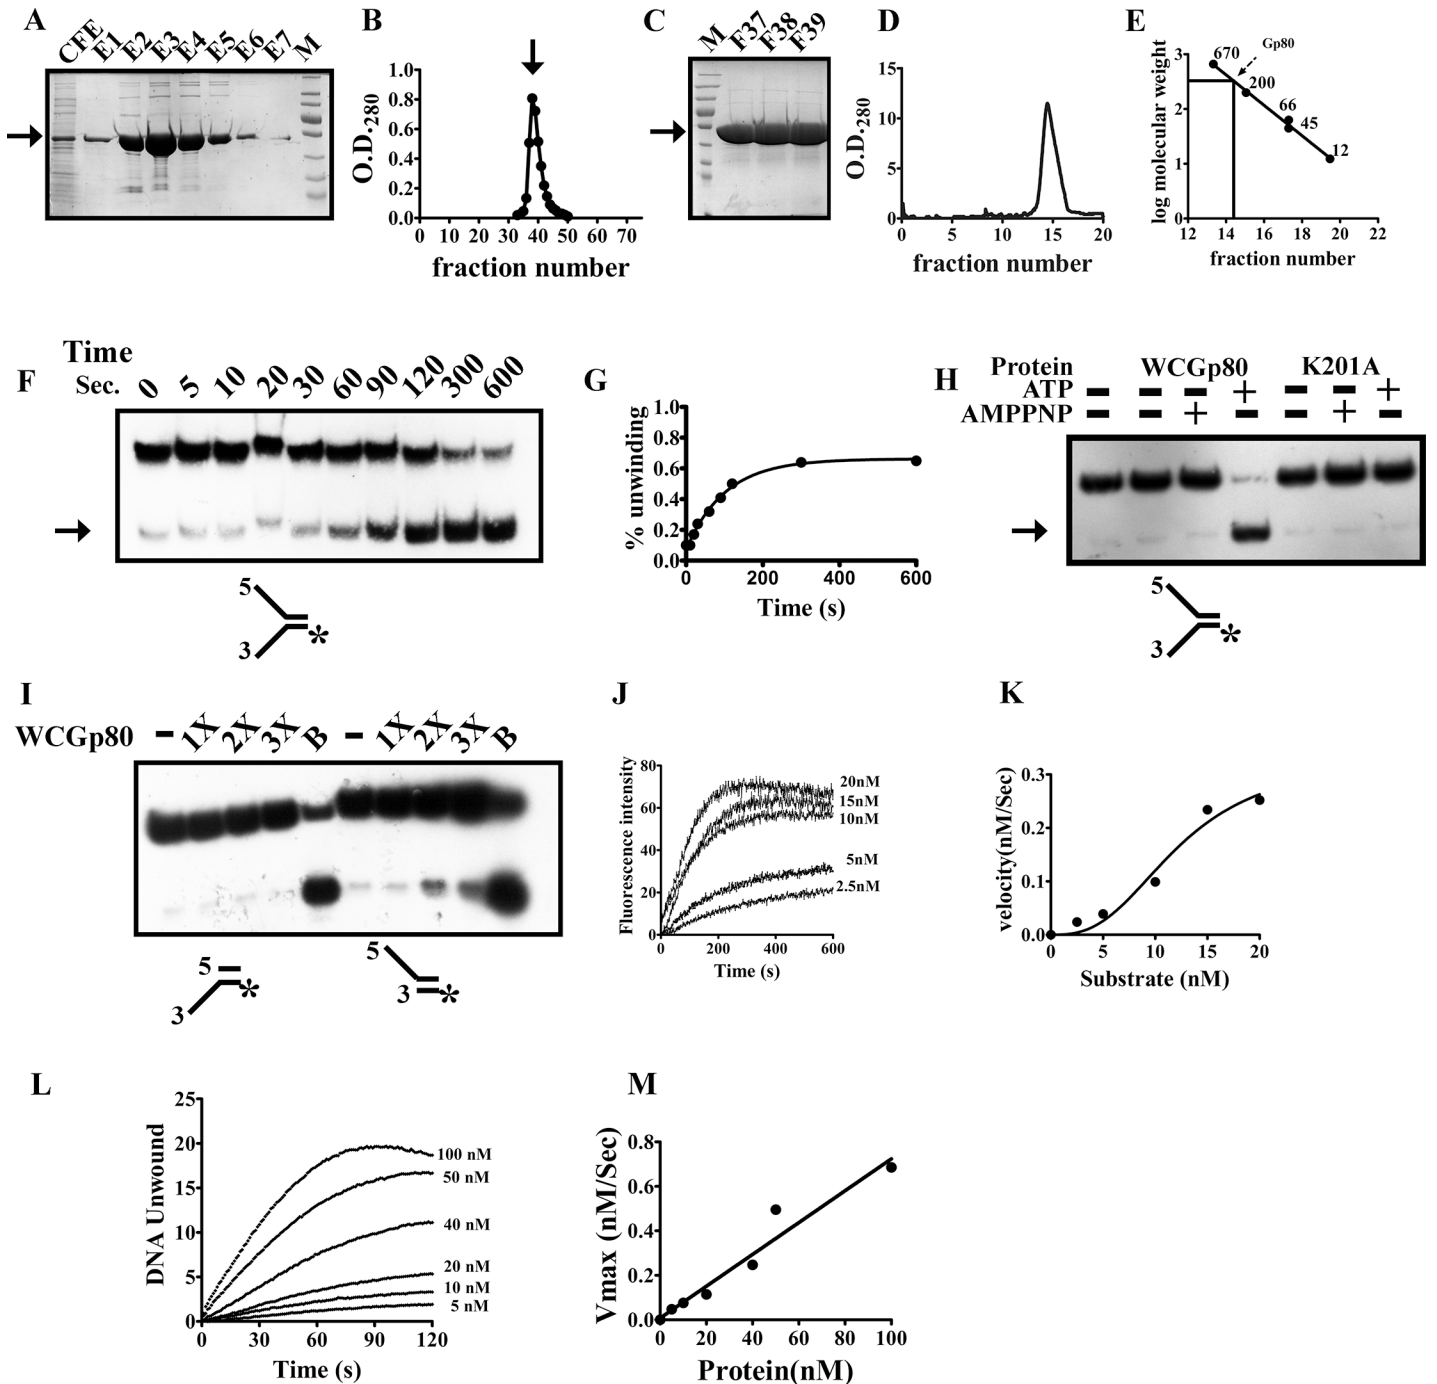 A
CFE E1 E2 E3 E4 E5 E6 E7 M
B
O.D.280
1.0
0.8
0.6
0.4
0.2
0.0
0 10 20 30 40 50 60 70
fraction number
C
M F37 F38 F39
D
O.D.280
15
10
5
0
0 5 10 15 20
fraction number
E
log molecular weight
3
2
1
0
670
Gp80
200
66
45
12
12 14 16 18 20 22
fraction number
F
Time
Sec. 0 5 10 20 30 60 90 120 300 600
5
3 *
G
% unwinding
1.0
0.8
0.6
0.4
0.2
0.0
0 200 400 600
Time (s)
H
Protein WCGp80 K201A
ATP - - - + - - +
AMPPNP - - + - - + -
5
3 *
I
WCGp80 - 1X 2X 3X B - 1X 2X 3X B
5
3 *
5
3 *
J
Fluorescence intensity
80
60
40
20
0
20nM
15nM
10nM
5nM
2.5nM
0 200 400 600
Time (s)
K
velocity(nM/Sec)
0.3
0.2
0.1
0.0
0 5 10 15 20
Substrate (nM)
L
DNA Unwound
25
20
15
10
5
0
100 nM
50 nM
40 nM
20 nM
10 nM
5 nM
0 30 60 90 120
Time (s)
M
Vmax (nM/Sec)
0.8
0.6
0.4
0.2
0.0
0 20 40 60 80 100
Protein(nM)